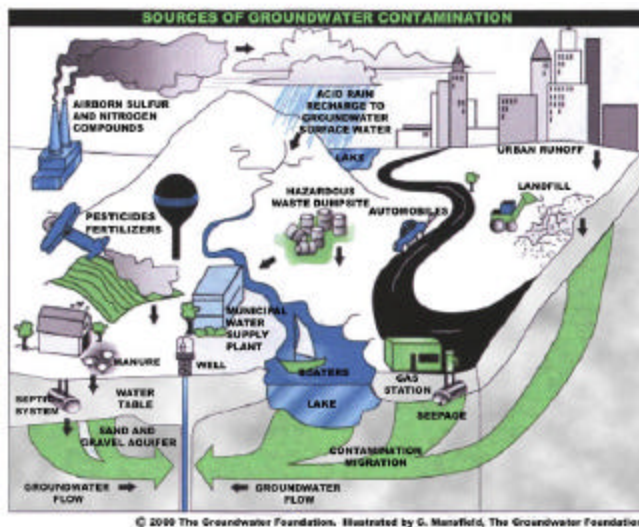 SOURCES OF GROUNDWATER CONTAMINATION
AIRBORN SULFUR
AND NITROGEN
COMPOUNDS
ACID RAIN
RECHARGE TO
GROUNDWATER
SURFACE WATER
LAKE
URBAN RUNOFF
HAZARDOUS
WASTE DUMPSITE
AUTOMOBILES
LANDFILL
PESTICIDES
FERTILIZERS
MUNICIPAL
WATER
SUPPLY
PLANT
MANURE
WELL
BOATERS
GAS
STATION
SEPTIC
SYSTEM
WATER
TABLE
LAKE
SEEPAGE
SAND AND
GRAVEL AQUIFER
CONTAMINATION
MIGRATION
GROUNDWATER
FLOW
GROUNDWATER
FLOW
© 2000 The Groundwater Foundation. Illustrated by G. Mansfield, The Groundwater Foundation